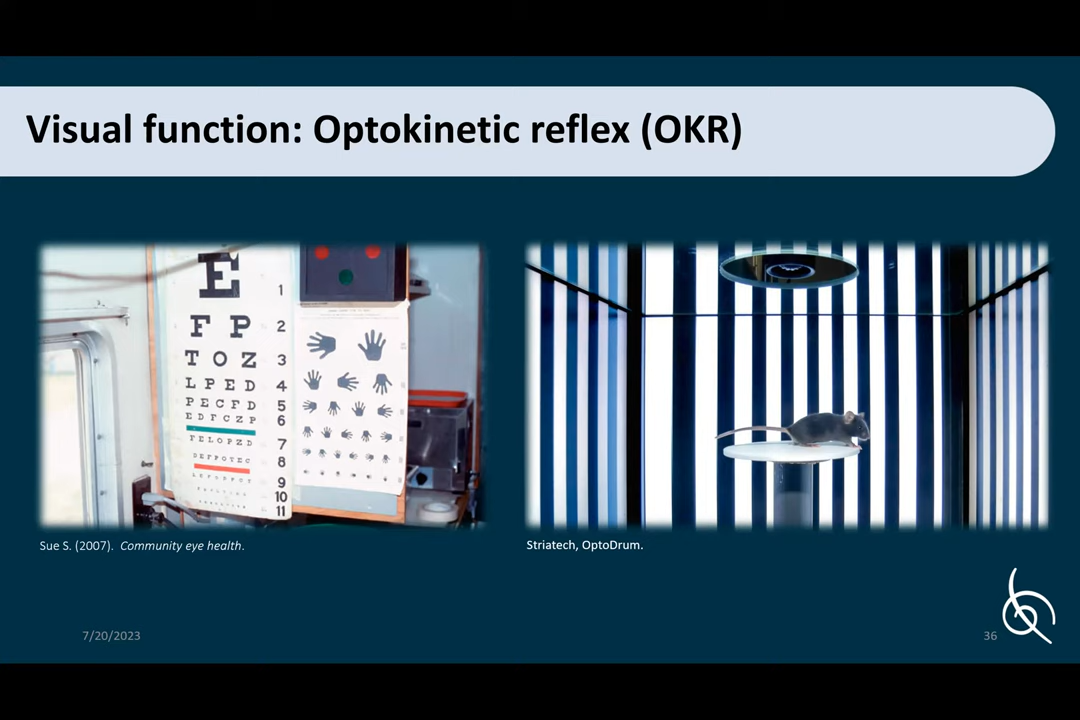 Visual function: Optokinetic reflex (OKR)
E 1
F P 2
T O Z 3
L P E D 4
P E C F D 5
E D F C Z P 6
F E L O P Z D 7
D E F P O T E C 8
9
10
11
Sue S. (2007). Community eye health.
Striatech, OptoDrum.
7/20/2023
36